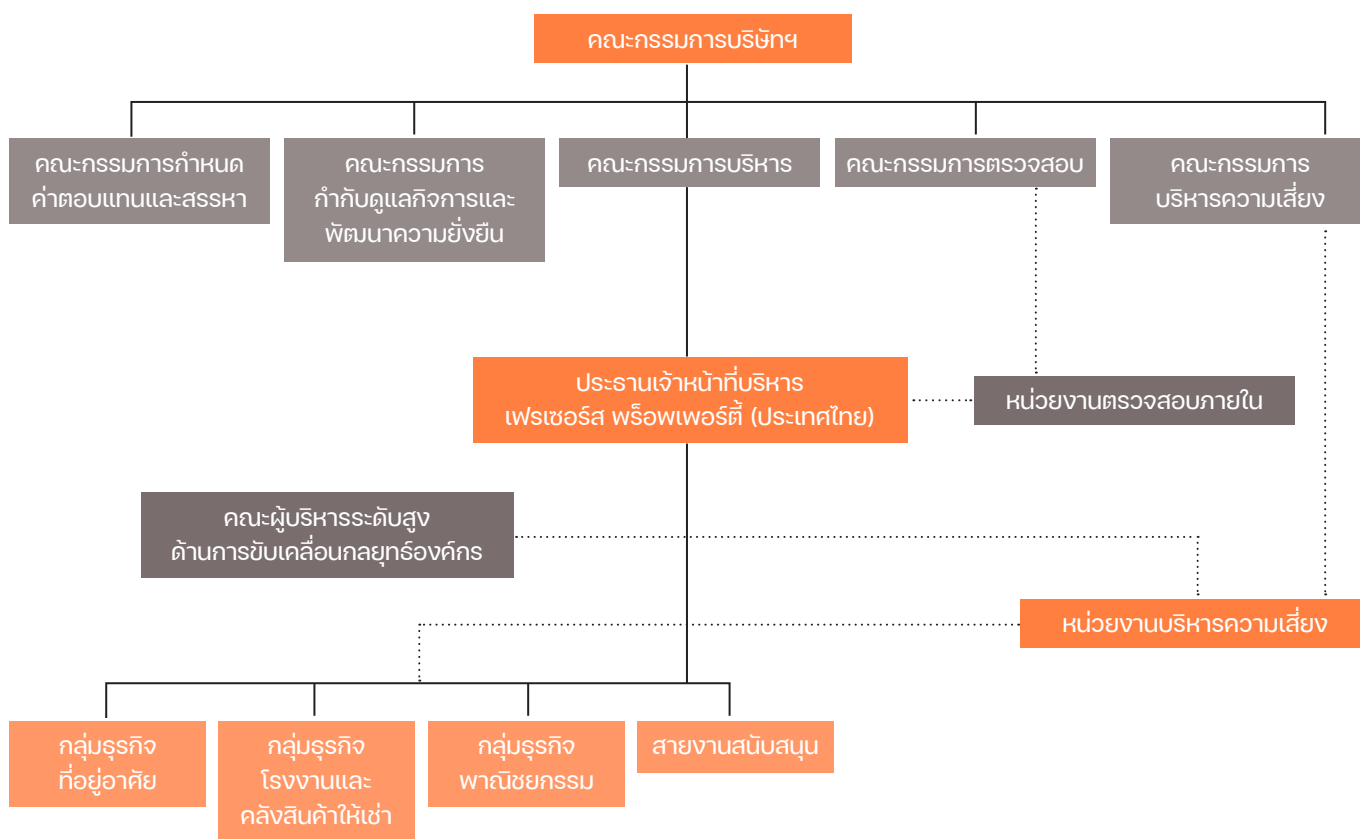 คณะกรรมการบริษัทฯ
คณะกรรมการกำหนด
ค่าตอบแทนและสรรหา
คณะกรรมการ
กำกับดูแลกิจการและ
พัฒนาความยั่งยืน
คณะกรรมการบริหาร
คณะกรรมการตรวจสอบ
คณะกรรมการ
บริหารความเสี่ยง
ประธานเจ้าหน้าที่บริหาร
เฟรเซอร์ส พร็อพเพอร์ตี้ (ประเทศไทย)
หน่วยงานตรวจสอบภายใน
คณะผู้บริหารระดับสูง
ด้านการขับเคลื่อนกลยุทธ์องค์กร
หน่วยงานบริหารความเสี่ยง
กลุ่มธุรกิจ
ที่อยู่อาศัย
กลุ่มธุรกิจ
โรงงานและ
คลังสินค้าให้เช่า
กลุ่มธุรกิจ
พาณิชยกรรม
สายงานสนับสนุน